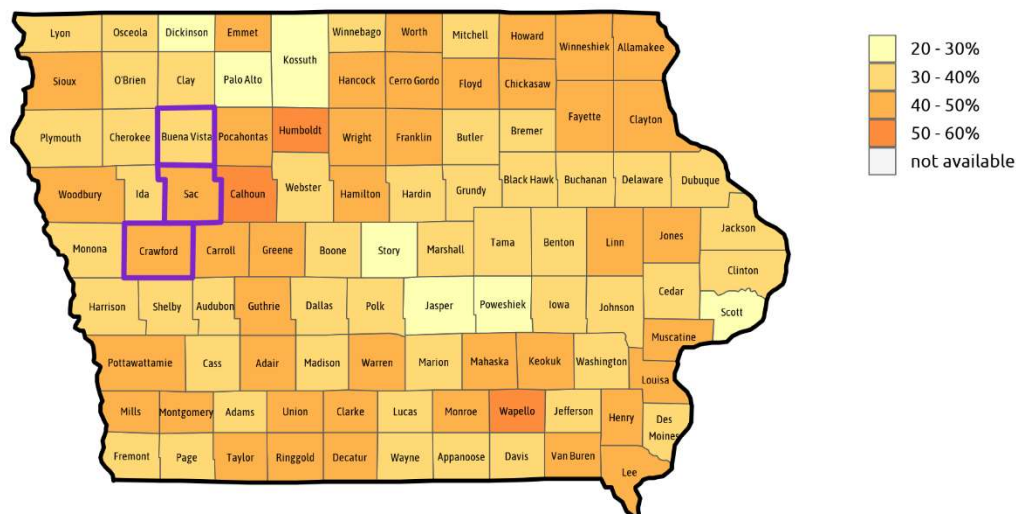 Lyon Osceola Dickinson Emmet Winnebago Worth Mitchell Howard Winneshiek Allamakee
Kossuth
Sioux O'Brien Clay Palo Alto Hancock Cerro Gordo Floyd Chickasaw
Plymouth Cherokee Buena Vista Pocahontas Humboldt Wright Franklin Butler Bremer Fayette Clayton
Woodbury Ida Sac Calhoun Webster Hamilton Hardin Grundy Black Hawk Buchanan Delaware Dubuque
Monona Crawford Carroll Greene Boone Story Marshall Tama Benton Linn Jones Jackson
Clinton
Harrison Shelby Audubon Guthrie Dallas Polk Jasper Poweshiek Iowa Johnson Cedar Scott
Muscatine
Pottawattamie Cass Adair Madison Warren Marion Mahaska Keokuk Washington Louisa
Mills Montgomery Adams Union Clarke Lucas Monroe Wapello Jefferson Henry Des
Moines
Fremont Page Taylor Ringgold Decatur Wayne Appanoose Davis Van Buren Lee
20 - 30%
30 - 40%
40 - 50%
50 - 60%
not available